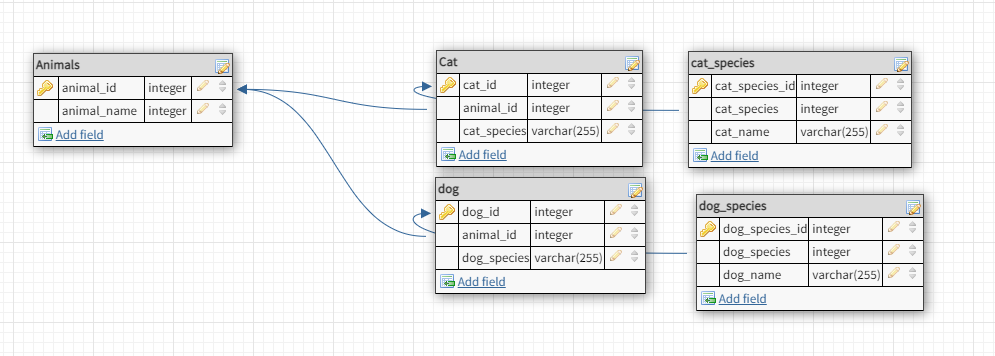 Animals
animal_id integer
animal_name integer
Add field
Cat
cat_id integer
animal_id integer
cat_species varchar(255)
Add field
cat_species
cat_species_id integer
cat_species integer
cat_name varchar(255)
Add field
dog
dog_id integer
animal_id integer
dog_species varchar(255)
Add field
dog_species
dog_species_id integer
dog_species integer
dog_name varchar(255)
Add field